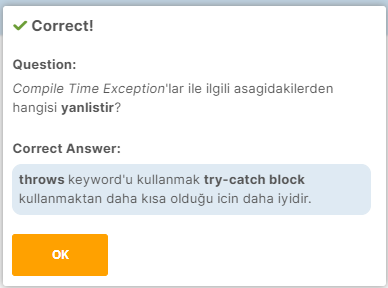 Correct!
Question:
Compile Time Exception'lar ile ilgili asagidakilerden
hangisi yanlistir?
Correct Answer:
throws keyword'u kullanmak try-catch block
kullanmaktan daha kısa olduğu icin daha iyidir.
OK